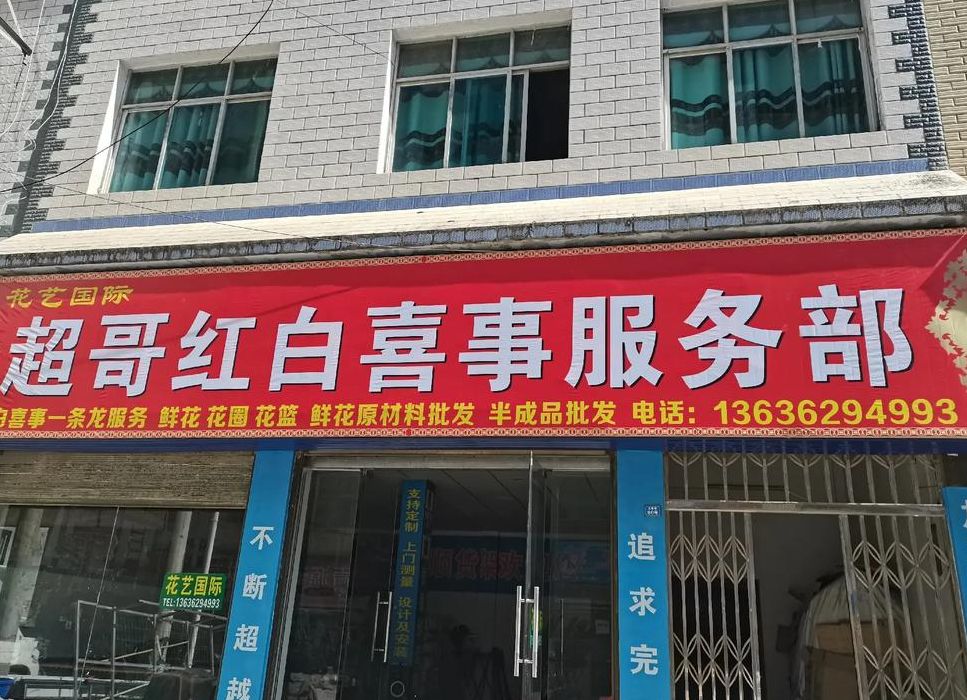 花艺国际
超哥红白喜事服务部
白喜事一条龙服务 鲜花 花圈 花篮 鲜花原材料批发 半成品批发 电话：13636294993
不断超越
支持定制 上门测量 设计及安装
追求完
花艺国际
TEL:13636294993